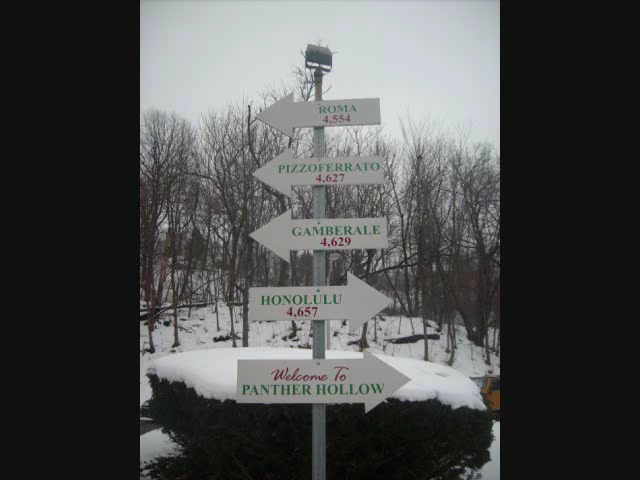 ROMA
4,554
PIZZOFERRATO
4,627
GAMBERALE
4,629
HONOLULU
4,657
Welcome To
PANTHER HOLLOW